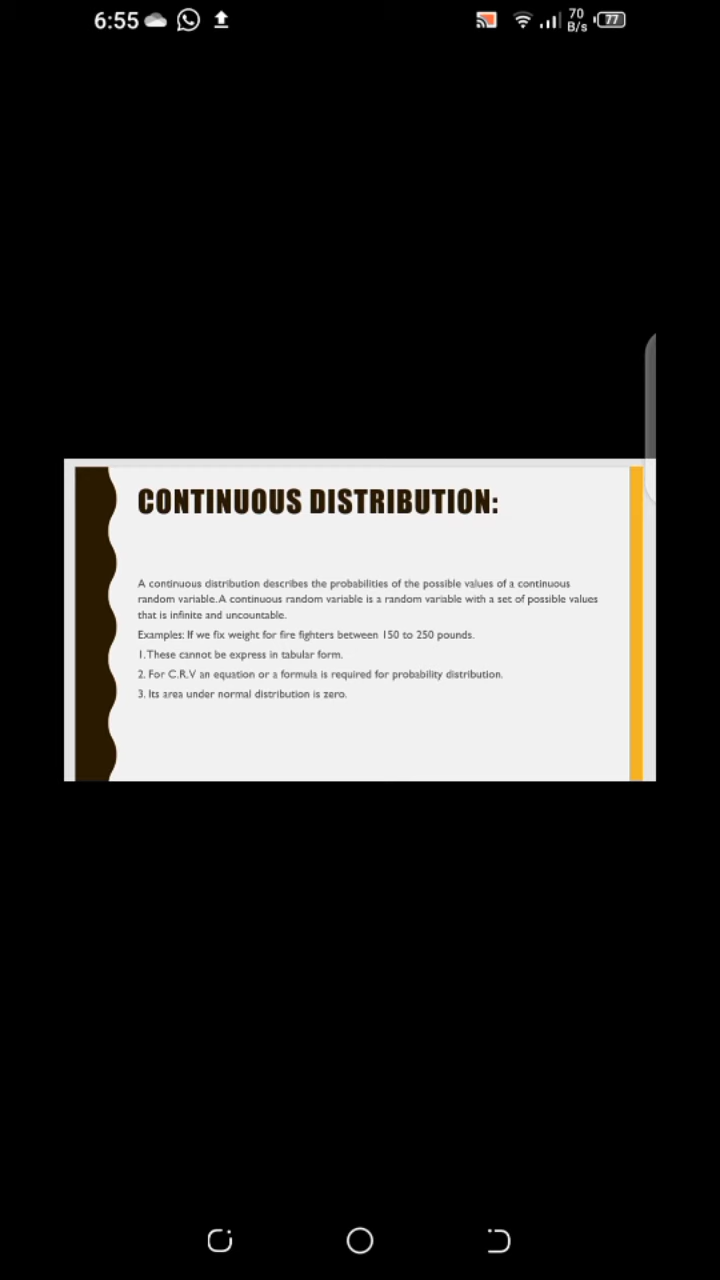 6:55
70
B/s
77
CONTINUOUS DISTRIBUTION:
A continuous distribution describes the probabilities of the possible values of a continuous
random variable. A continuous random variable is a random variable with a set of possible values
that is infinite and uncountable.
Examples: If we fix weight for fire fighters between 150 to 250 pounds.
1. These cannot be express in tabular form.
2. For C.R.V an equation or a formula is required for probability distribution.
3. Its area under normal distribution is zero.